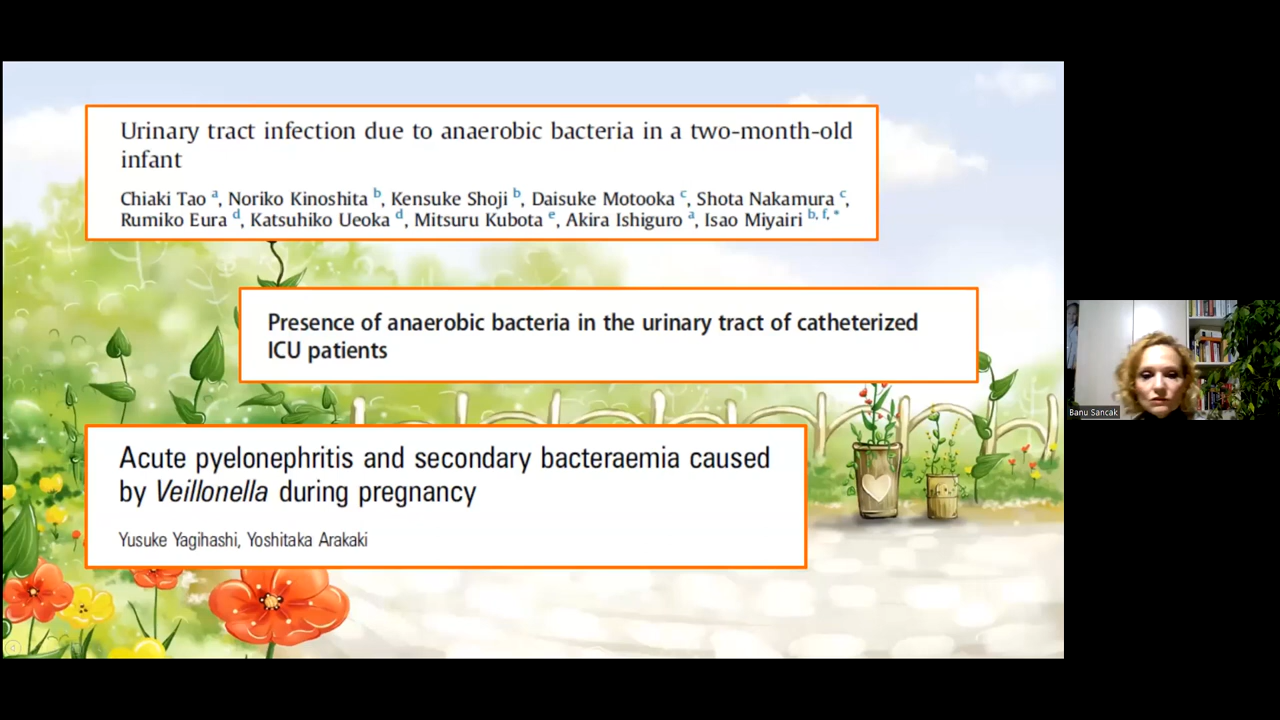 Urinary tract infection due to anaerobic bacteria in a two-month-old
infant
Chiaki Tao a, Noriko Kinoshita b, Kensuke Shoji b, Daisuke Motooka c, Shota Nakamura c,
Rumiko Eura d, Katsuhiko Ueoka d, Mitsuru Kubota e, Akira Ishiguro a, Isao Miyairi b, f, *
Presence of anaerobic bacteria in the urinary tract of catheterized
ICU patients
Acute pyelonephritis and secondary bacteraemia caused
by Veillonella during pregnancy
Yusuke Yagihashi, Yoshitaka Arakaki
Banu Sancak